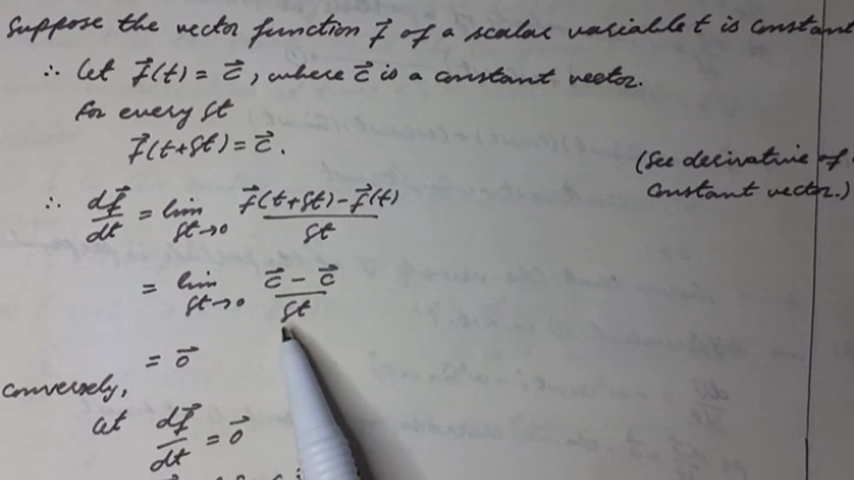 Suppose the vector function f⃗ of a scalar variable t is constant
∴ Let f⃗(t) = c⃗, where c⃗ is a constant vector.
For every δt
f⃗(t+δt) = c⃗.
(See derivative of
constant vector.)
∴ df⃗/dt = lim δt→0 f⃗(t+δt) - f⃗(t) / δt
= lim δt→0 c⃗ - c⃗ / δt
= 0⃗
conversely,
Let df⃗/dt = 0⃗